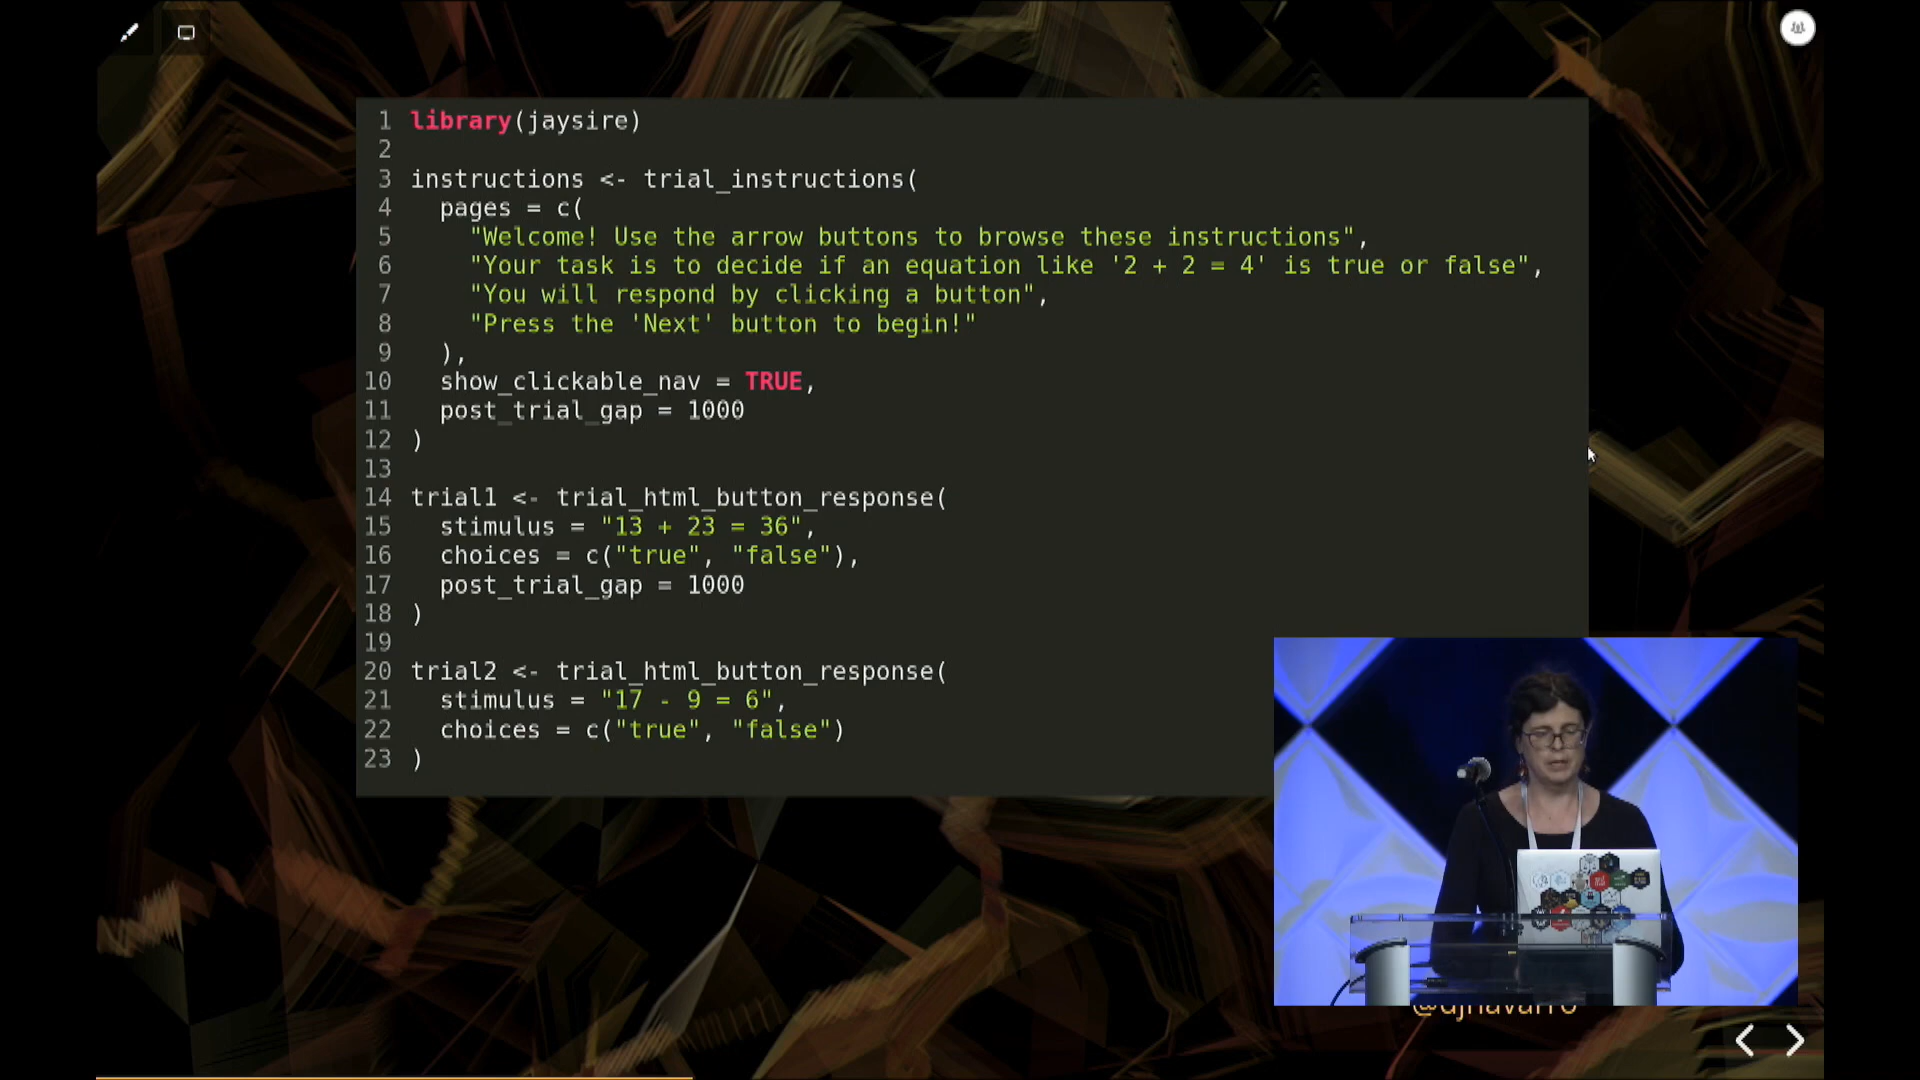 1 library(jaysire)
2
3 instructions <- trial_instructions(
4 pages = c(
5 "Welcome! Use the arrow buttons to browse these instructions",
6 "Your task is to decide if an equation like '2 + 2 = 4' is true or false",
7 "You will respond by clicking a button",
8 "Press the 'Next' button to begin!"
9 ),
10 show_clickable_nav = TRUE,
11 post_trial_gap = 1000
12 )
13
14 trial1 <- trial_html_button_response(
15 stimulus = "13 + 23 = 36",
16 choices = c("true", "false"),
17 post_trial_gap = 1000
18 )
19
20 trial2 <- trial_html_button_response(
21 stimulus = "17 - 9 = 6",
22 choices = c("true", "false")
23 )
@djnavarro